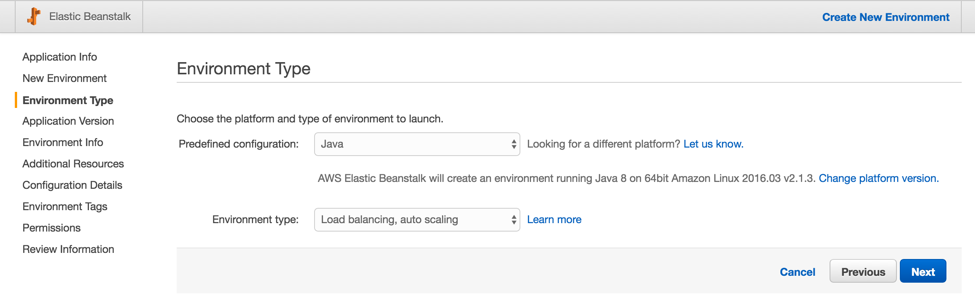 Elastic Beanstalk
Create New Environment
Application Info
New Environment
Environment Type
Application Version
Environment Info
Additional Resources
Configuration Details
Environment Tags
Permissions
Review Information
Environment Type
Choose the platform and type of environment to launch.
Predefined configuration: Java Looking for a different platform? Let us know.
AWS Elastic Beanstalk will create an environment running Java 8 on 64bit Amazon Linux 2016.03 v2.1.3. Change platform version.
Environment type: Load balancing, auto scaling Learn more
Cancel Previous Next